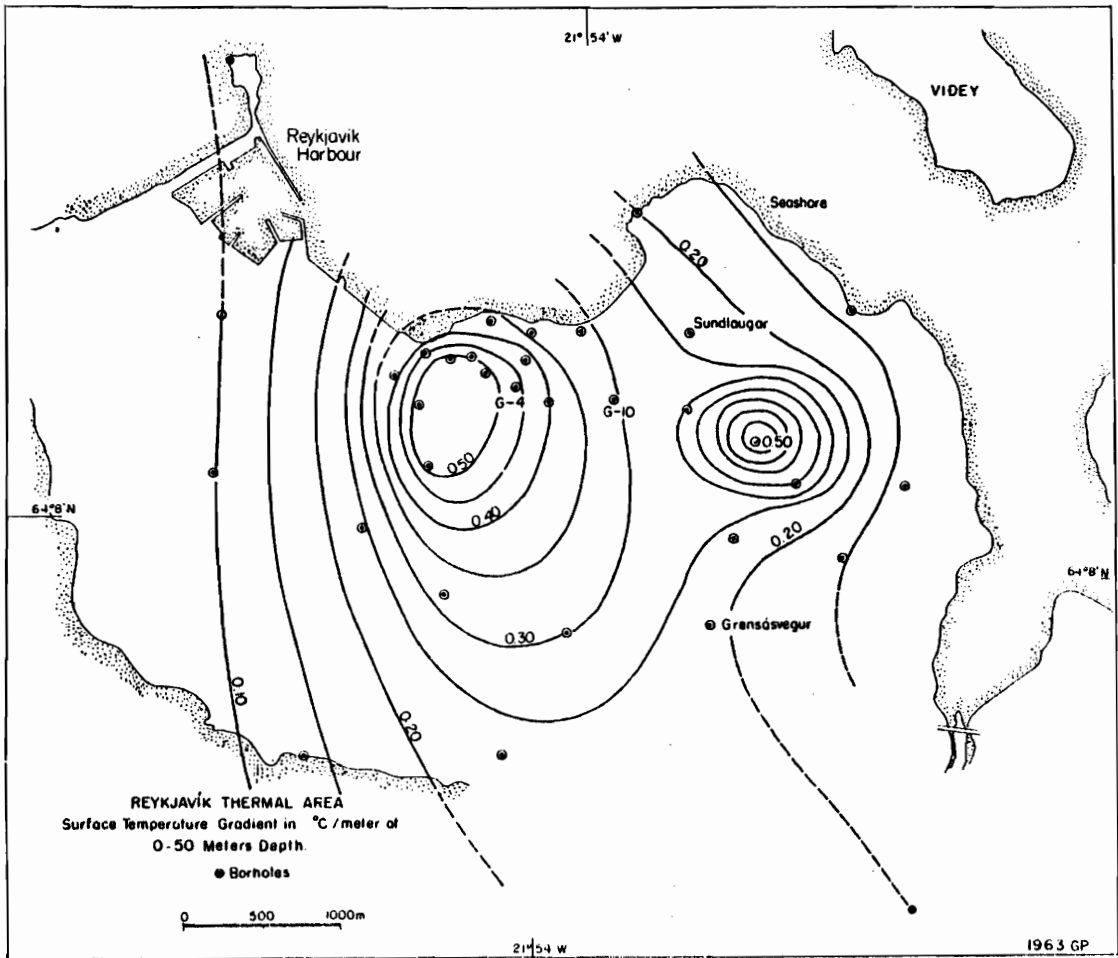 21° 54' W
VIÐEY
Reykjavik
Harbour
Seashore
0.20
Sundlaugar
G-4
G-10
0.50
0.50
0.40
64°8'N
0.20
64°8'N
0.30
Grensásvegur
0.10
0.20
REYKJAVÍK THERMAL AREA
Surface Temperature Gradient in °C/meter at
0-50 Meters Depth.
Borholes
0 500 1000m
21°54 W
1963 GP